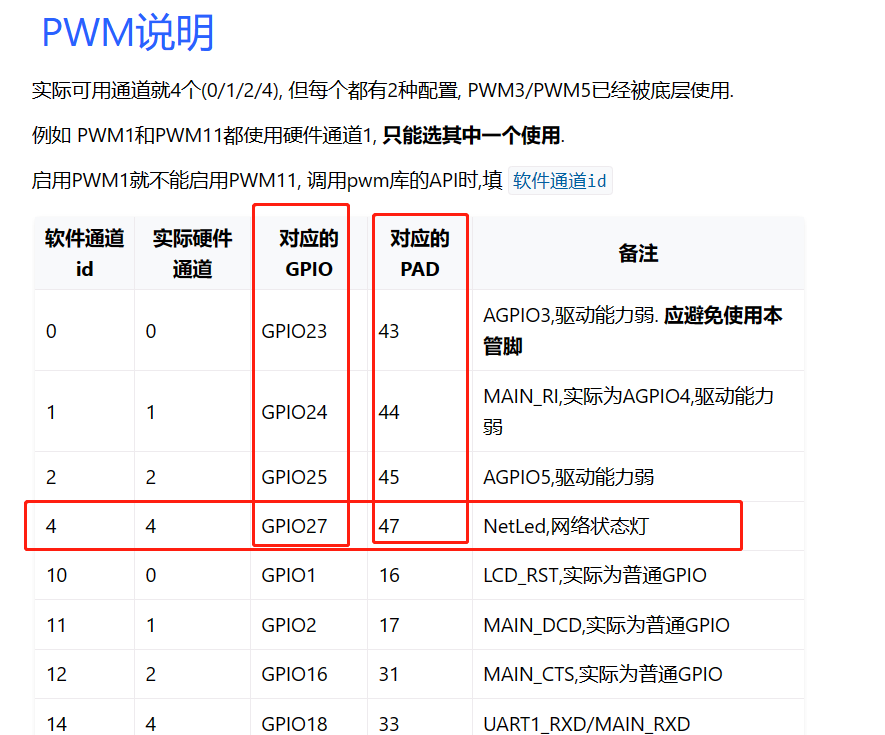 PWM说明
实际可用通道就4个(0/1/2/4), 但每个都有2种配置, PWM3/PWM5已经被底层使用.
例如 PWM1和PWM11都使用硬件通道1, 只能选其中一个使用.
启用PWM1就不能启用PWM11, 调用pwm库的API时,填 软件通道id
软件通道id 实际硬件通道 对应的GPIO 对应的PAD 备注
0 0 GPIO23 43 AGPIO3,驱动能力弱. 应避免使用本管脚
1 1 GPIO24 44 MAIN_RI,实际为AGPIO4,驱动能力弱
2 2 GPIO25 45 AGPIO5,驱动能力弱
4 4 GPIO27 47 NetLed,网络状态灯
10 0 GPIO1 16 LCD_RST,实际为普通GPIO
11 1 GPIO2 17 MAIN_DCD,实际为普通GPIO
12 2 GPIO16 31 MAIN_CTS,实际为普通GPIO
14 4 GPIO18 33 UART1_RXD/MAIN_RXD